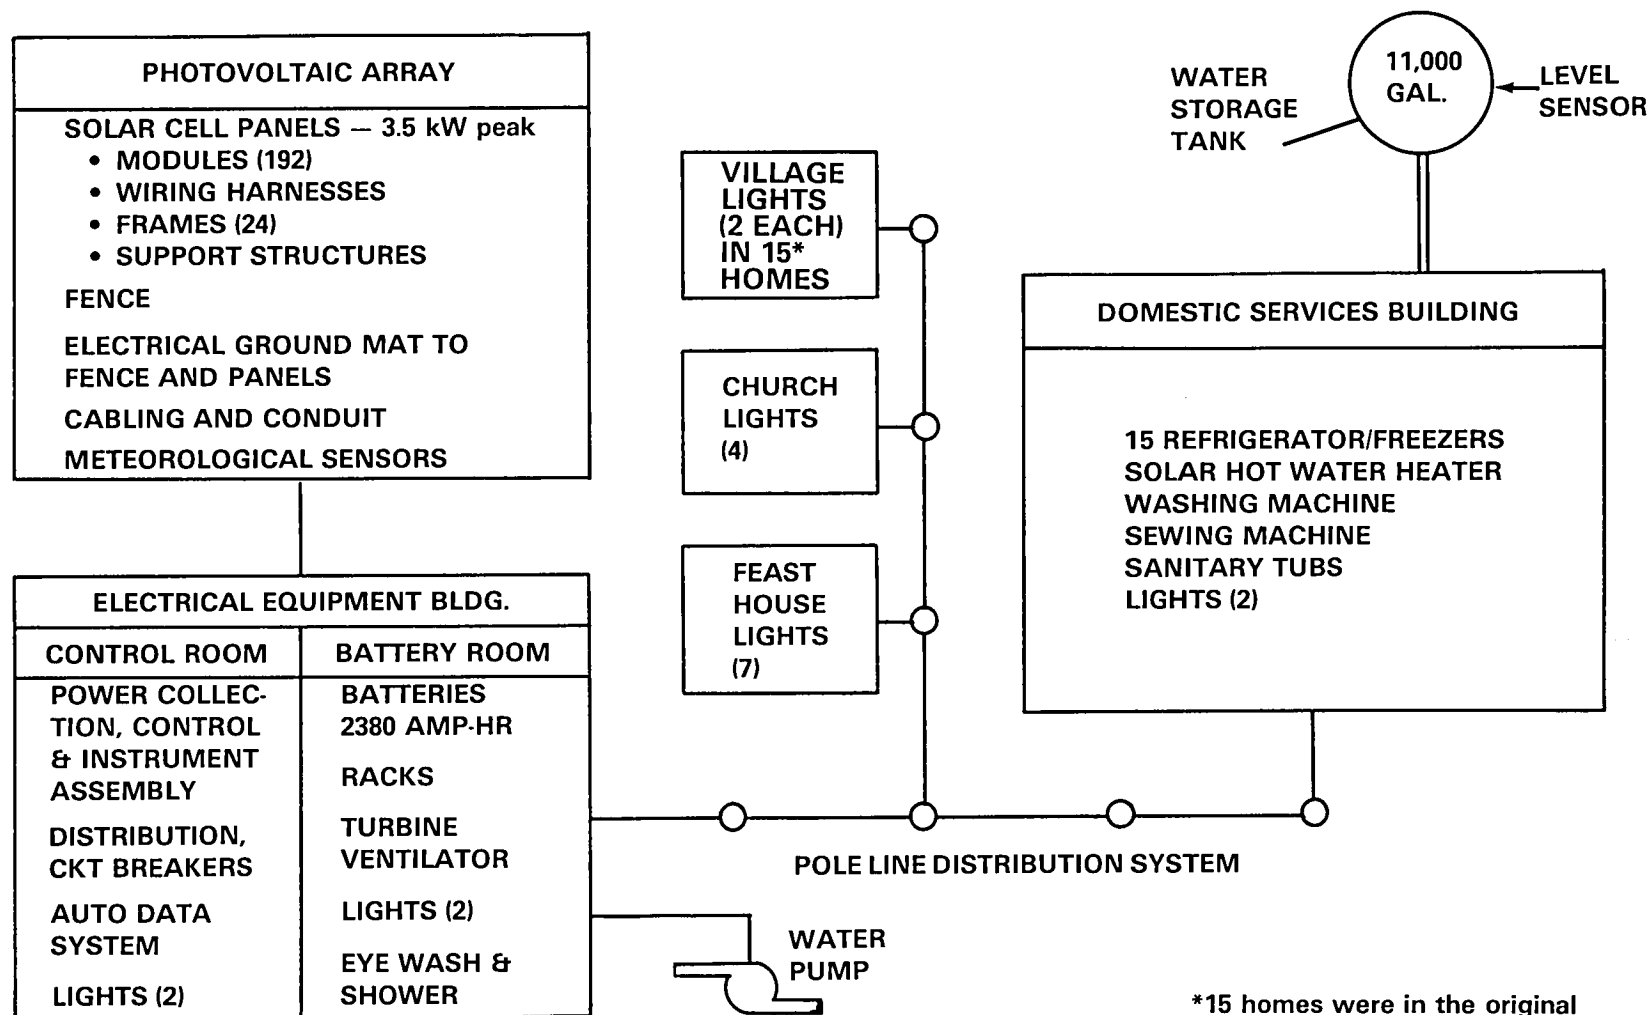 PHOTOVOLTAIC ARRAY
SOLAR CELL PANELS — 3.5 kW peak
• MODULES (192)
• WIRING HARNESSES
• FRAMES (24)
• SUPPORT STRUCTURES
FENCE
ELECTRICAL GROUND MAT TO
FENCE AND PANELS
CABLING AND CONDUIT
METEOROLOGICAL SENSORS
ELECTRICAL EQUIPMENT BLDG.
CONTROL ROOM
POWER COLLEC-
TION, CONTROL
& INSTRUMENT
ASSEMBLY
DISTRIBUTION,
CKT BREAKERS
AUTO DATA
SYSTEM
LIGHTS (2)
BATTERY ROOM
BATTERIES
2380 AMP-HR
RACKS
TURBINE
VENTILATOR
LIGHTS (2)
EYE WASH &
SHOWER
VILLAGE
LIGHTS
(2 EACH)
IN 15*
HOMES
CHURCH
LIGHTS
(4)
FEAST
HOUSE
LIGHTS
(7)
WATER
STORAGE
TANK
11,000
GAL.
LEVEL
SENSOR
DOMESTIC SERVICES BUILDING
15 REFRIGERATOR/FREEZERS
SOLAR HOT WATER HEATER
WASHING MACHINE
SEWING MACHINE
SANITARY TUBS
LIGHTS (2)
POLE LINE DISTRIBUTION SYSTEM
WATER
PUMP
*15 homes were in the original